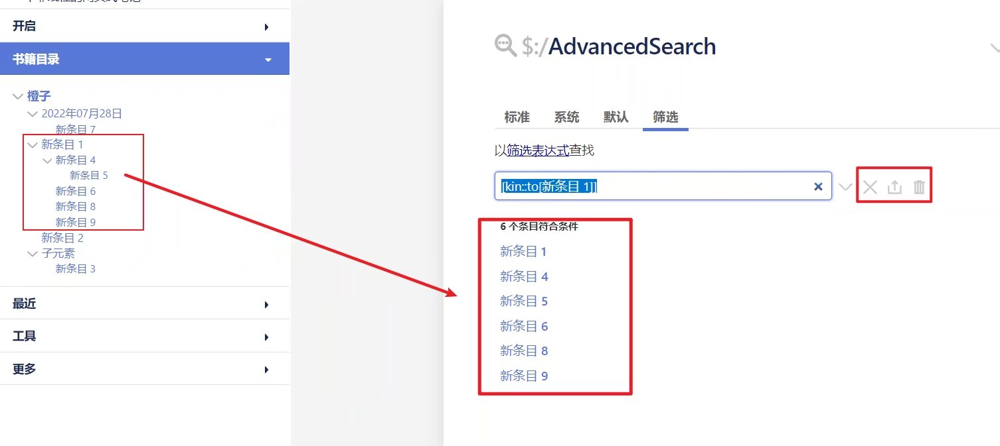 开启
书籍目录
橙子
2022年07月28日
新条目 7
新条目 1
新条目 4
新条目 5
新条目 6
新条目 8
新条目 9
新条目 2
子元素
新条目 3
最近
工具
更多
$:/AdvancedSearch
标准 系统 默认 筛选
以筛选表达式查找
[kin::to[新条目 1]]
6 个条目符合条件
新条目 1
新条目 4
新条目 5
新条目 6
新条目 8
新条目 9